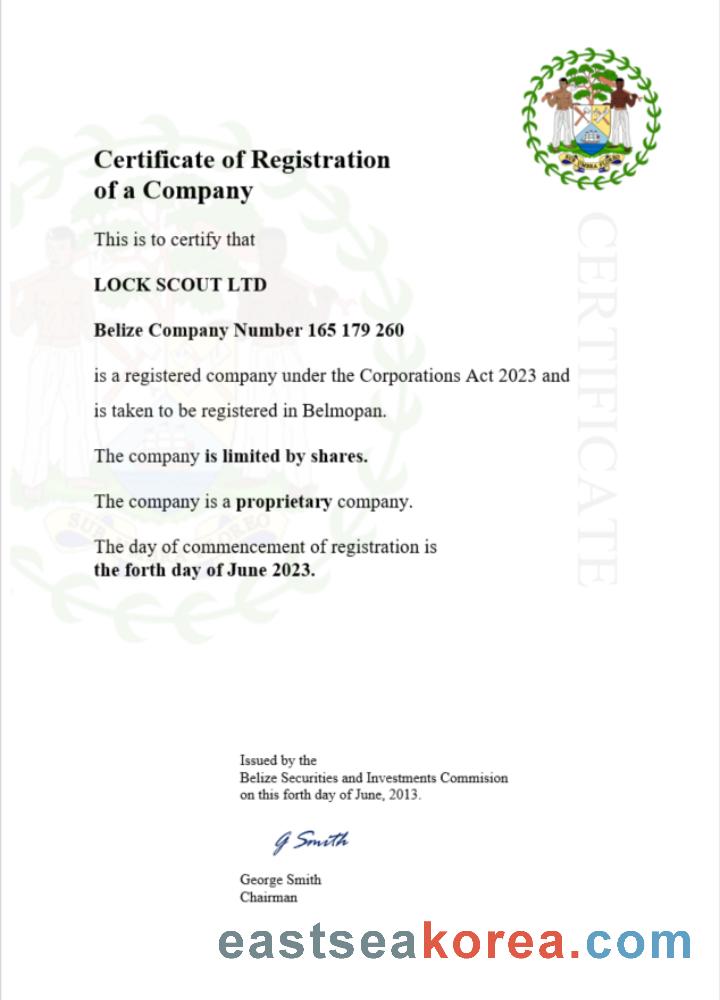 SUB UMBRA FLOREO
Certificate of Registration
of a Company
This is to certify that
LOCK SCOUT LTD
Belize Company Number 165 179 260
is a registered company under the Corporations Act 2023 and
is taken to be registered in Belmopan.
The company is limited by shares.
The company is a proprietary company.
The day of commencement of registration is
the forth day of June 2023.
CERTIFICATE
Issued by the
Belize Securities and Investments Commision
on this forth day of June, 2013.
G Smith
George Smith
Chairman
eastseakorea.com